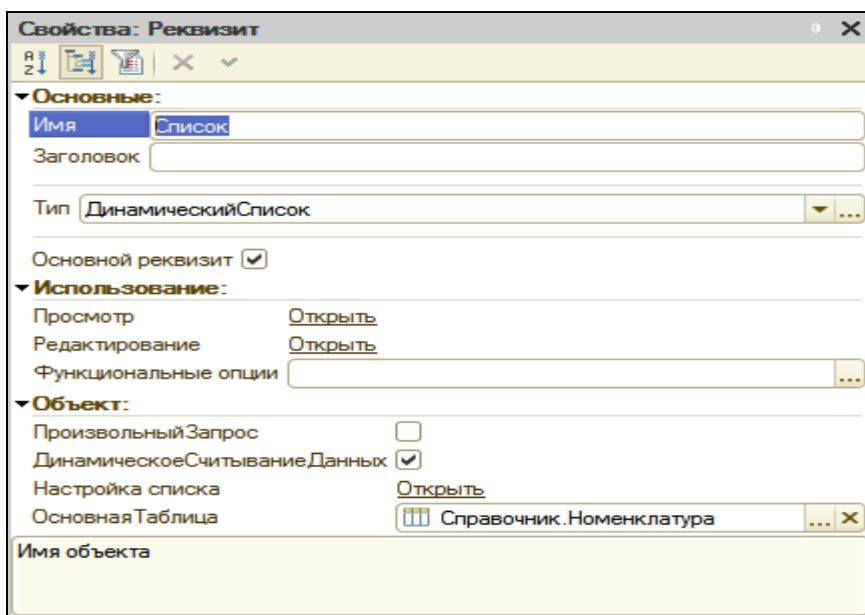 Свойства: Реквизит
Основные:
Имя Список
Заголовок
Тип ДинамическийСписок
Основной реквизит
Использование:
Просмотр Открыть
Редактирование Открыть
Функциональные опции
Объект:
ПроизвольныйЗапрос
ДинамическоеСчитываниеДанных
Настройка списка Открыть
ОсновнаяТаблица Справочник.Номенклатура
Имя объекта